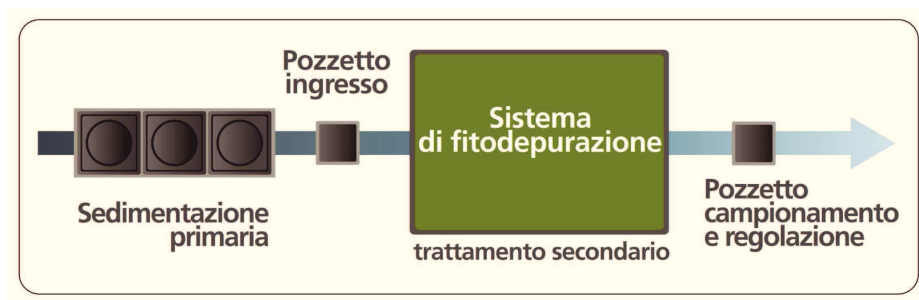 Pozzetto
ingresso
Sistema
di fitodepurazione
Sedimentazione
primaria
trattamento secondario
Pozzetto
campionamento
e regolazione